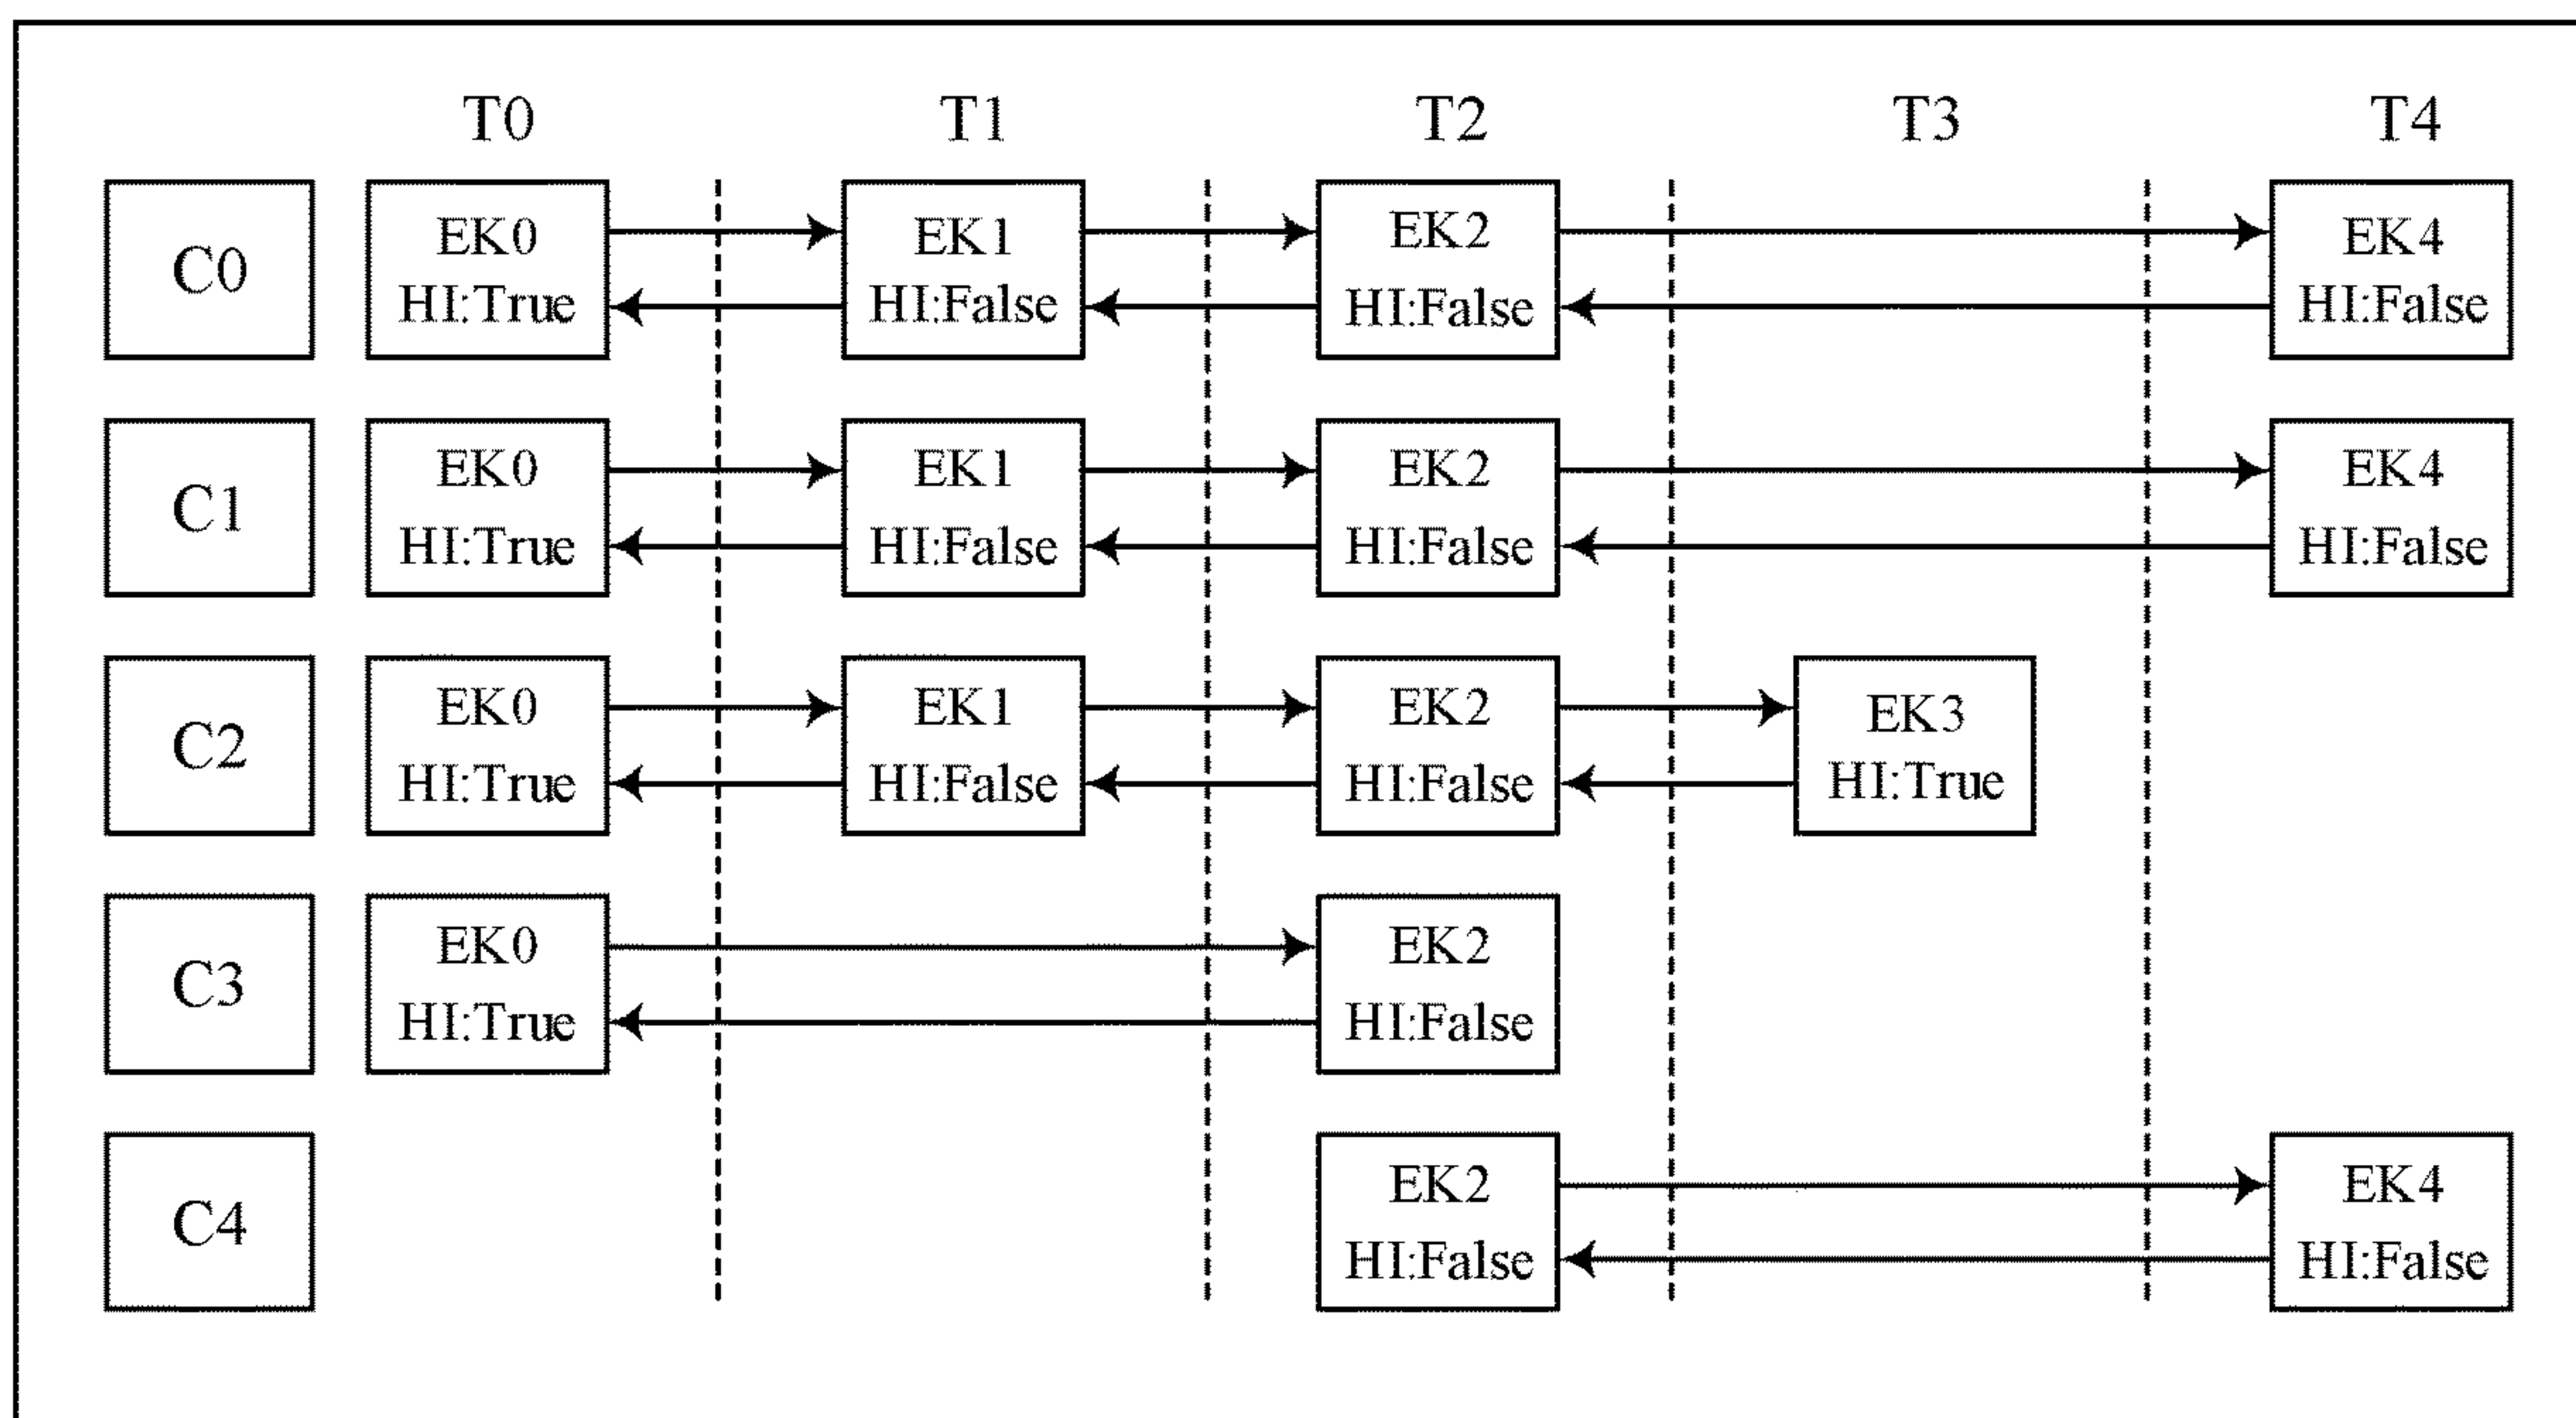 T0 T1 T2 T3 T4
C0
EK0
HI:True
EK1
HI:False
EK2
HI:False
EK4
HI:False
C1
EK0
HI:True
EK1
HI:False
EK2
HI:False
EK4
HI:False
C2
EK0
HI:True
EK1
HI:False
EK2
HI:False
EK3
HI:True
C3
EK0
HI:True
EK2
HI:False
C4
EK2
HI:False
EK4
HI:False